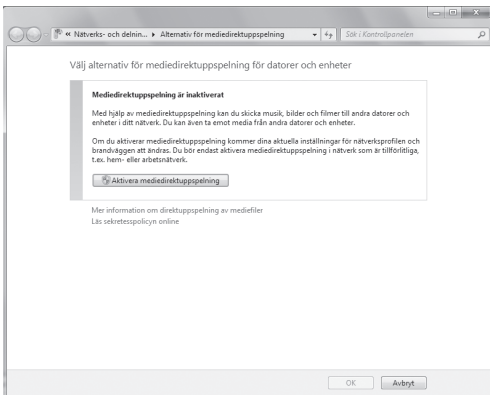 « Nätverks- och delnin... ▸ Alternativ för mediedirektuppspelning
Sök i Kontrollpanelen
Välj alternativ för mediedirektuppspelning för datorer och enheter
Mediedirektuppspelning är inaktiverat
Med hjälp av mediedirektuppspelning kan du skicka musik, bilder och filmer till andra datorer och
enheter i ditt nätverk. Du kan även ta emot media från andra datorer och enheter.
Om du aktiverar mediedirektuppspelning kommer dina aktuella inställningar för nätverksprofilen och
brandväggen att ändras. Du bör endast aktivera mediedirektuppspelning i nätverk som är tillförlitliga,
t.ex. hem- eller arbetsnätverk.
Aktivera mediedirektuppspelning
Mer information om direktuppspelning av mediefiler
Läs sekretesspolicyn online
OK
Avbryt